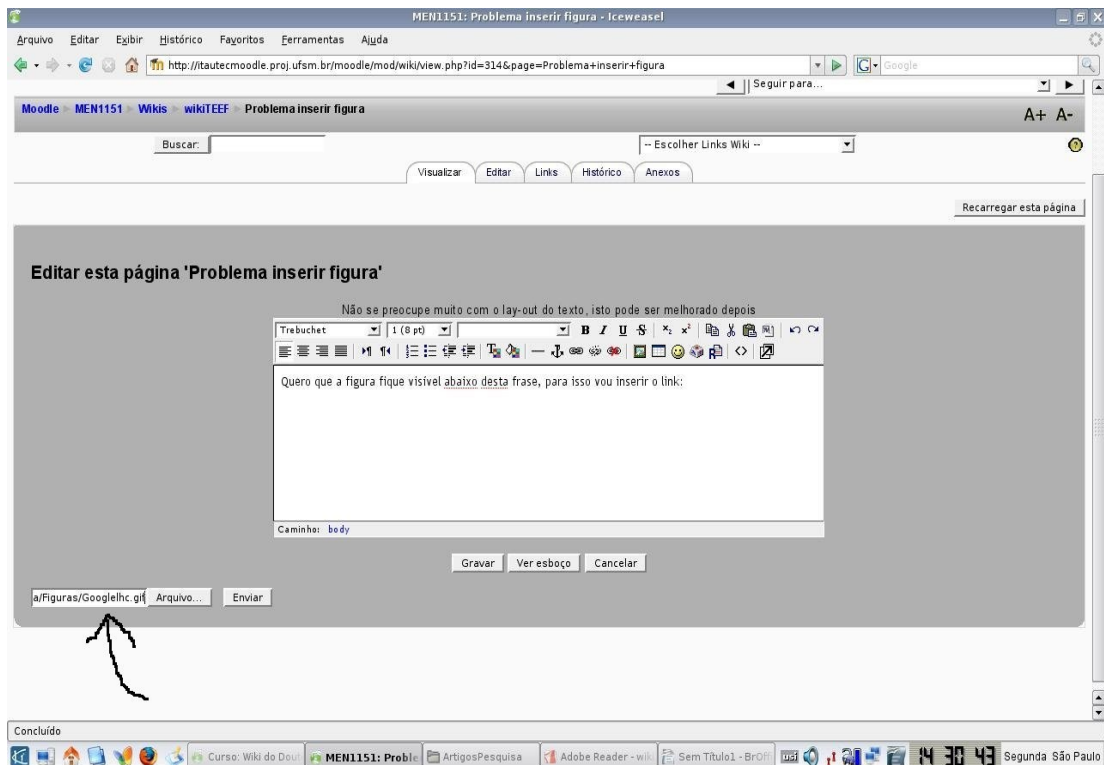 MEN1151: Problema inserir figura - Iceweasel
Arquivo Editar Exibir Histórico Favoritos Ferramentas Ajuda
http://itautecmoodle.proj.ufsm.br/moodle/mod/wiki/view.php?id=314&page=Problema+inserir+figura
G Google
Seguir para...
Moodle MEN1151 Wikis wikiTEEF Problema inserir figura
A+ A-
Buscar:
-- Escolher Links Wiki --
Visualizar Editar Links Histórico Anexos
Recarregar esta página
Editar esta página 'Problema inserir figura'
Não se preocupe muito com o lay-out do texto, isto pode ser melhorado depois
Trebuchet 1 (8 pt) B I U S x₂ x²
Quero que a figura fique visível abaixo desta frase, para isso vou inserir o link:
Caminho: body
Gravar Ver esboço Cancelar
a/Figuras/Googlelhc.gif Arquivo... Enviar
Concluído
Curso: Wiki do Dout MEN1151: Proble ArtigosPesquisa Adobe Reader - wik Sem Título1 - BrOf 14 30 43 Segunda São Paulo